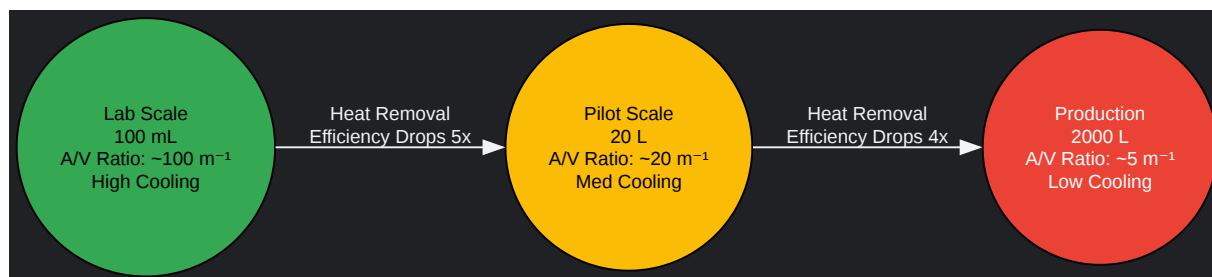 Lab Scale
100 mL
A/V Ratio: ~100 m⁻¹
High Cooling
Heat Removal
Efficiency Drops 5x
Pilot Scale
20 L
A/V Ratio: ~20 m⁻¹
Med Cooling
Heat Removal
Efficiency Drops 4x
Production
2000 L
A/V Ratio: ~5 m⁻¹
Low Cooling